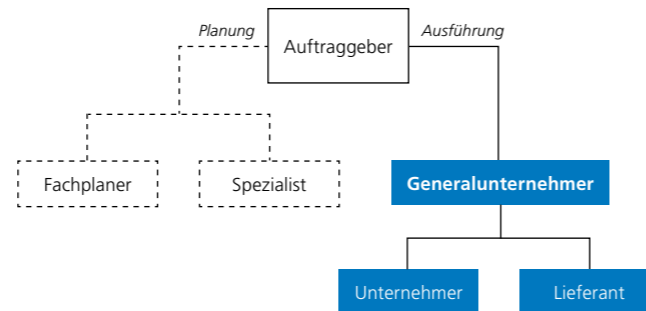 Planung
Auftraggeber
Ausführung
Fachplaner
Spezialist
Generalunternehmer
Unternehmer
Lieferant